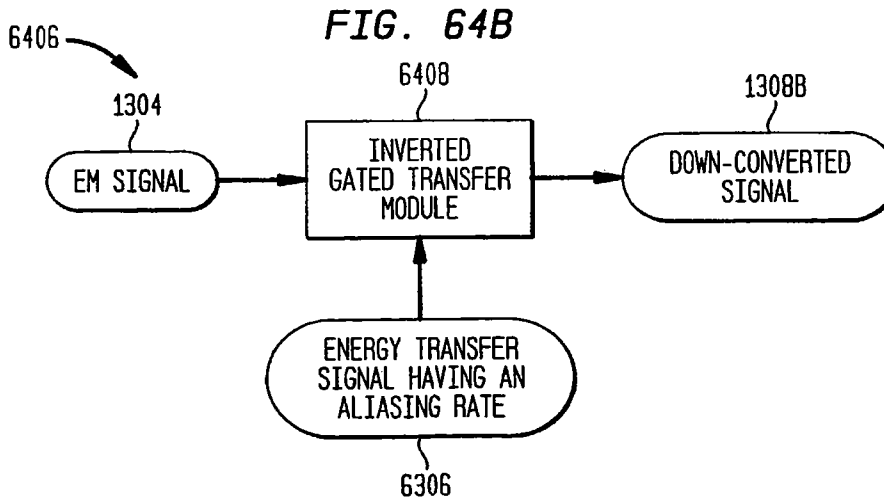 FIG. 64B
6406
1304
6408
1308B
EM SIGNAL
INVERTED
GATED TRANSFER
MODULE
DOWN-CONVERTED
SIGNAL
ENERGY TRANSFER
SIGNAL HAVING AN
ALIASING RATE
6306